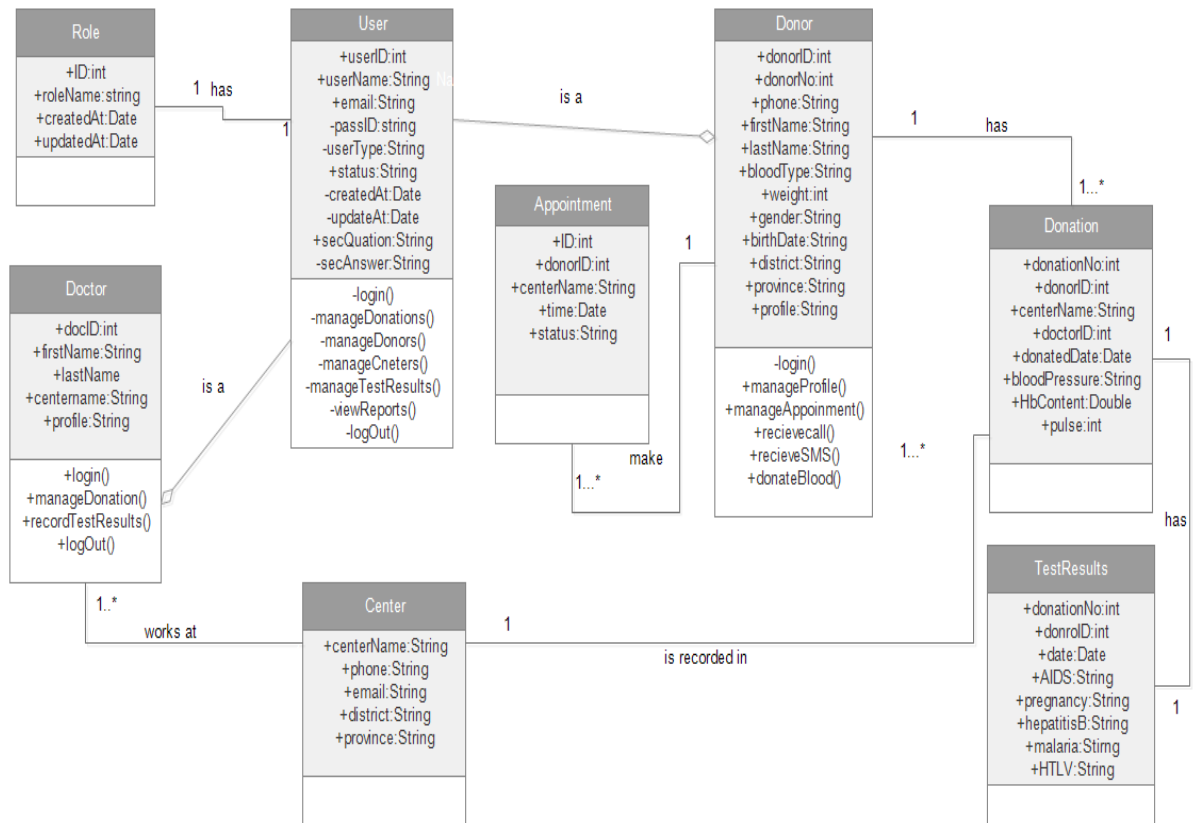 Role
+ID:int
+roleName:string
+createdAt:Date
+updatedAt:Date
1 has
1
User
+userID:int
+userName:String
+email:String
-passID:string
-userType:String
+status:String
-createdAt:Date
-updateAt:Date
+secQuation:String
-secAnswer:String
-login()
-manageDonations()
-manageDonors()
-manageCneters()
-manageTestResults()
-viewReports()
-logOut()
Na
is a
Donor
+donorID:int
+donorNo:int
+phone:String
+firstName:String
+lastName:String
+bloodType:String
+weight:int
+gender:String
+birthDate:String
+district:String
+province:String
+profile:String
-login()
+manageProfile()
+manageAppoinment()
+recievecall()
+recieveSMS()
+donateBlood()
1
has
1...*
Appointment
+ID:int
+donorID:int
+centerName:String
+time:Date
+status:String
1
make
1...*
Donation
+donationNo:int
+donorID:int
+centerName:String
+doctorID:int
+donatedDate:Date
+bloodPressure:String
+HbContent:Double
+pulse:int
1
has
1
1...*
Doctor
+docID:int
+firstName:String
+lastName
+centername:String
+profile:String
+login()
+manageDonation()
+recordTestResults()
+logOut()
is a
1..*
works at
Center
+centerName:String
+phone:String
+email:String
+district:String
+province:String
1
is recorded in
TestResults
+donationNo:int
+donroID:int
+date:Date
+AIDS:String
+pregnancy:String
+hepatitisB:String
+malaria:Stirng
+HTLV:String